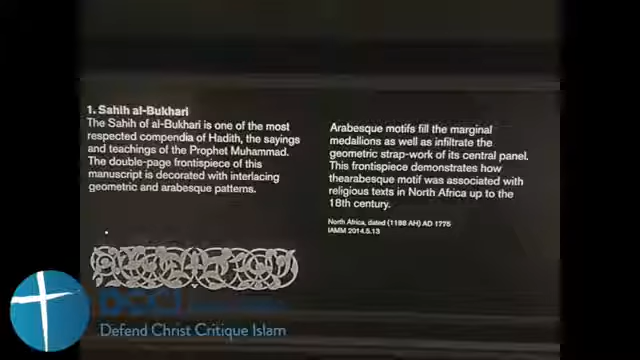 1. Sahih al-Bukhari
The Sahih of al-Bukhari is one of the most
respected compendia of Hadith, the sayings
and teachings of the Prophet Muhammad.
The double-page frontispiece of this
manuscript is decorated with interlacing
geometric and arabesque patterns.
Arabesque motifs fill the marginal
medallions as well as infiltrate the
geometric strap-work of its central panel.
This frontispiece demonstrates how
thearabesque motif was associated with
religious texts in North Africa up to the
18th century.
North Africa, dated (1188 AH) AD 1775
IAMM 2014.5.13
DCCI
Defend Christ Critique Islam